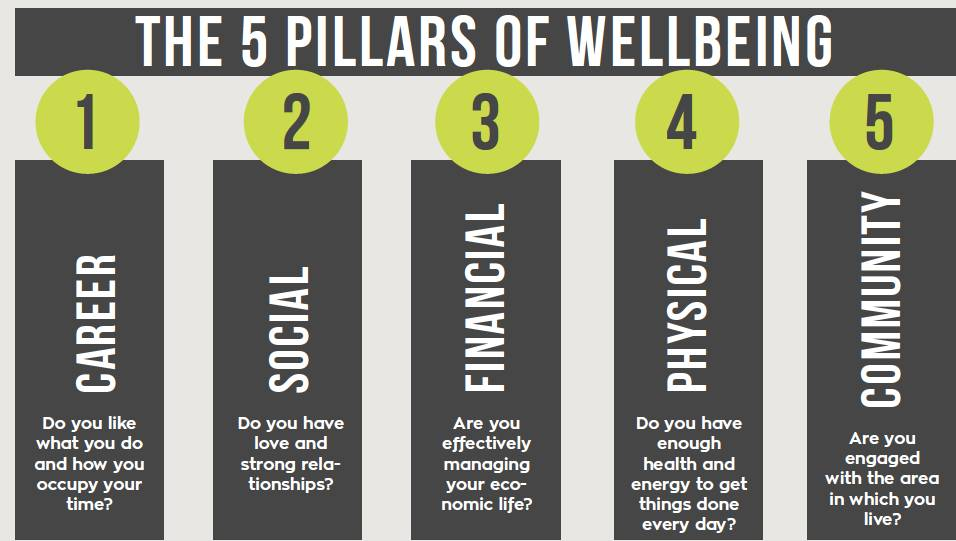 THE 5 PILLARS OF WELLBEING
1
CAREER
Do you like
what you do
and how you
occupy your
time?
2
SOCIAL
Do you have
love and
strong rela-
tionships?
3
FINANCIAL
Are you
effectively
managing
your eco-
nomic life?
4
PHYSICAL
Do you have
enough
health and
energy to get
things done
every day?
5
COMMUNITY
Are you
engaged
with the area
in which you
live?